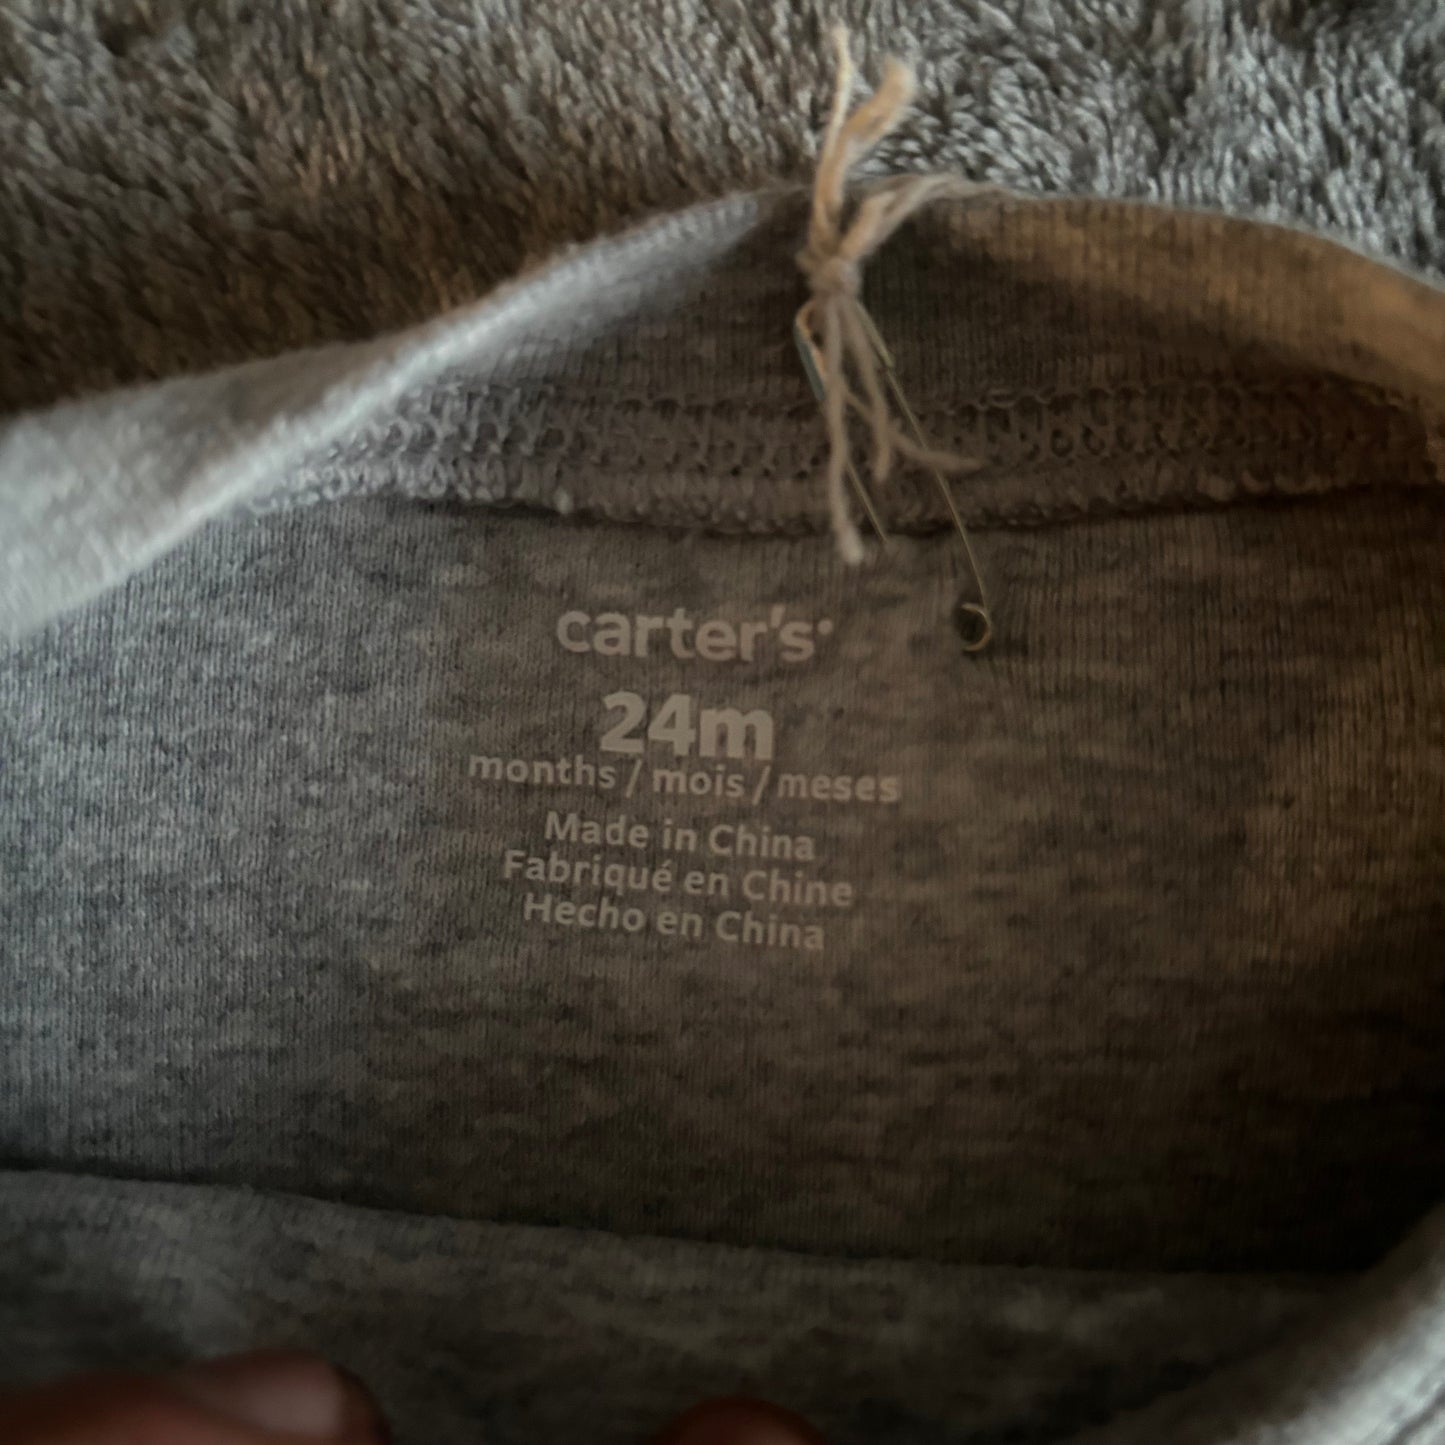 carter's
24m
months / mois / meses
Made in China
Fabriqué en Chine
Hecho en China